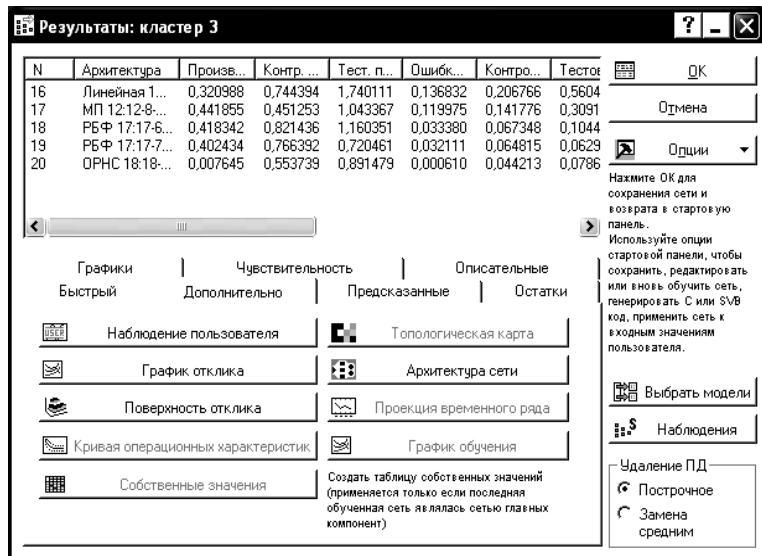 Результаты: кластер 3
N Архитектура Произв... Контр. ... Тест. п... Ошибк... Контро... Тестов
16 Линейная 1... 0,320988 0,744394 1,740111 0,136832 0,206766 0,5604
17 МП 12:12-8-... 0,441855 0,451253 1,043367 0,119975 0,141776 0,3091
18 РБФ 17:17-6... 0,418342 0,821436 1,160351 0,033380 0,067348 0,1044
19 РБФ 17:17-7... 0,402434 0,766392 0,720461 0,032111 0,064815 0,0629
20 ОРНС 18:18-... 0,007645 0,553739 0,891479 0,000610 0,044213 0,0786
Графики Чувствительность Описательные
Быстрый Дополнительно Предсказанные Остатки
USER Наблюдение пользователя Топологическая карта
График отклика Архитектура сети
Поверхность отклика Проекция временного ряда
Кривая операционных характеристик График обучения
Собственные значения
Создать таблицу собственных значений
(применяется только если последняя
обученная сеть являлась сетью главных
компонент)
ОК
Отмена
Опции
Нажмите ОК для
сохранения сети и
возврата в стартовую
панель.
Используйте опции
стартовой панели, чтобы
сохранить, редактировать
или вновь обучить сеть,
генерировать С или SVB
код, применить сеть к
входным значениям
пользователя.
Выбрать модели
S Наблюдения
Удаление ПД
Построчное
Замена
средним